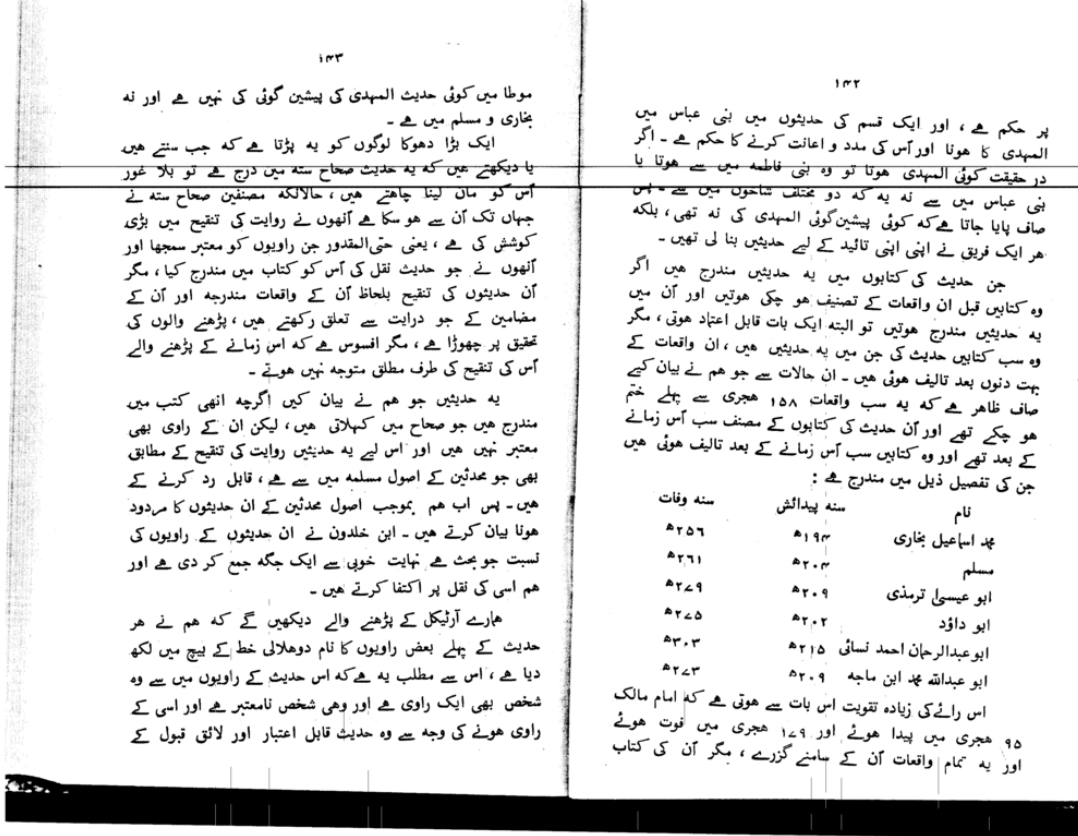 ۱۴۲
پر حکم ہے ، اور ایک قسم کی حدیثوں میں بنی عباس میں
المہدی کا ہونا اور اُس کی مدد و اعانت کرنے کا حکم ہے ۔ اگر
در حقیقت کوئی المہدی ہوتا تو وہ بنی فاطمہ میں سے ہوتا یا
بنی عباس میں سے نہ یہ کہ دو مختلف شاخوں میں سے ۔ پس
صاف پایا جاتا ہے کہ کوئی پیشین گوئی المہدی کی نہ تھی ، بلکہ
ہر ایک فریق نے اپنی اپنی تائید کے لیے حدیثیں بنا لی تھیں ۔
جن حدیث کی کتابوں میں یہ حدیثیں مندرج ہیں اگر
وہ کتابیں قبل ان واقعات کے تصنیف ہو چکی ہوتیں اور اُن میں
یہ حدیثیں مندرج ہوتیں تو البتہ ایک بات قابل اعتماد ہوتی ، مگر
وہ سب کتابیں حدیث کی جن میں یہ حدیثیں ہیں ، ان واقعات کے
بہت دنوں بعد تالیف ہوئی ہیں ۔ ان حالات سے جو ہم نے بیان کیے
صاف ظاہر ہے کہ یہ سب واقعات ۱۵۸ ہجری سے پہلے ختم
ہو چکے تھے اور اُن حدیث کی کتابوں کے مصنف سب اُس زمانے
کے بعد تھے اور وہ کتابیں سب اُس زمانے کے بعد تالیف ہوئی ہیں
جن کی تفصیل ذیل میں مندرج ہے :
نام سنہ پیدائش سنہ وفات
محمد اسماعیل بخاری ۱۹۴ھ ۲۵۶ھ
مسلم ۲۰۴ھ ۲۶۱ھ
ابو عیسیٰ ترمذی ۲۰۹ھ ۲۷۹ھ
ابو داؤد ۲۰۲ھ ۲۷۵ھ
ابو عبدالرحمان احمد نسائی ۲۱۵ھ ۳۰۳ھ
ابو عبداللہ محمد ابن ماجہ ۲۰۹ھ ۲۷۳ھ
اس رائے کی زیادہ تقویت اس بات سے ہوتی ہے کہ امام مالک
۹۵ ہجری میں پیدا ہوئے اور ۱۷۹ ہجری میں فوت ہوئے
اور یہ تمام واقعات اُن کے سامنے گزرے ، مگر اُن کی کتاب
۱۴۳
موطا میں کوئی حدیث المہدی کی پیشین گوئی کی نہیں ہے اور نہ
بخاری و مسلم میں ہے ۔
ایک بڑا دھوکا لوگوں کو یہ پڑتا ہے کہ جب سنتے ہیں
یا دیکھتے ہیں کہ یہ حدیث صحاح ستہ میں درج ہے تو بلا غور
اُس کو مان لینا چاہتے ہیں ، حالانکہ مصنفین صحاح ستہ نے
جہاں تک اُن سے ہو سکا ہے اُنھوں نے روایت کی تنقیح میں بڑی
کوشش کی ہے ، یعنی حتی المقدور جن راویوں کو معتبر سمجھا اور
اُنھوں نے جو حدیث نقل کی اُس کو کتاب میں مندرج کیا ، مگر
اُن حدیثوں کی تنقیح بلحاظ اُن کے واقعات مندرجہ اور اُن کے
مضامین کے جو درایت سے تعلق رکھتے ہیں ، پڑھنے والوں کی
تحقیق پر چھوڑا ہے ، مگر افسوس ہے کہ اس زمانے کے پڑھنے والے
اُس کی تنقیح کی طرف مطلق متوجہ نہیں ہوتے ۔
یہ حدیثیں جو ہم نے بیان کیں اگرچہ انھی کتب میں
مندرج ہیں جو صحاح میں کہلاتی ہیں ، لیکن ان کے راوی بھی
معتبر نہیں ہیں اور اس لیے یہ حدیثیں روایت کی تنقیح کے مطابق
بھی جو محدثین کے اصول مسلمہ میں سے ہے ، قابل رد کرنے کے
ہیں ۔ پس اب ہم بموجب اصول محدثین کے ان حدیثوں کا مردود
ہونا بیان کرتے ہیں ۔ ابن خلدون نے ان حدیثوں کے راویوں کی
نسبت جو بحث ہے نہایت خوبی سے ایک جگہ جمع کر دی ہے اور
ہم اسی کی نقل پر اکتفا کرتے ہیں ۔
ہمارے آرٹیکل کے پڑھنے والے دیکھیں گے کہ ہم نے ہر
حدیث کے پہلے بعض راویوں کا نام دو ہلالی خط کے بیچ میں لکھ
دیا ہے ، اس سے مطلب یہ ہے کہ اس حدیث کے راویوں میں سے وہ
شخص بھی ایک راوی ہے اور وہی شخص نامعتبر ہے اور اسی کے
راوی ہونے کی وجہ سے وہ حدیث قابل اعتبار اور لائق قبول کے